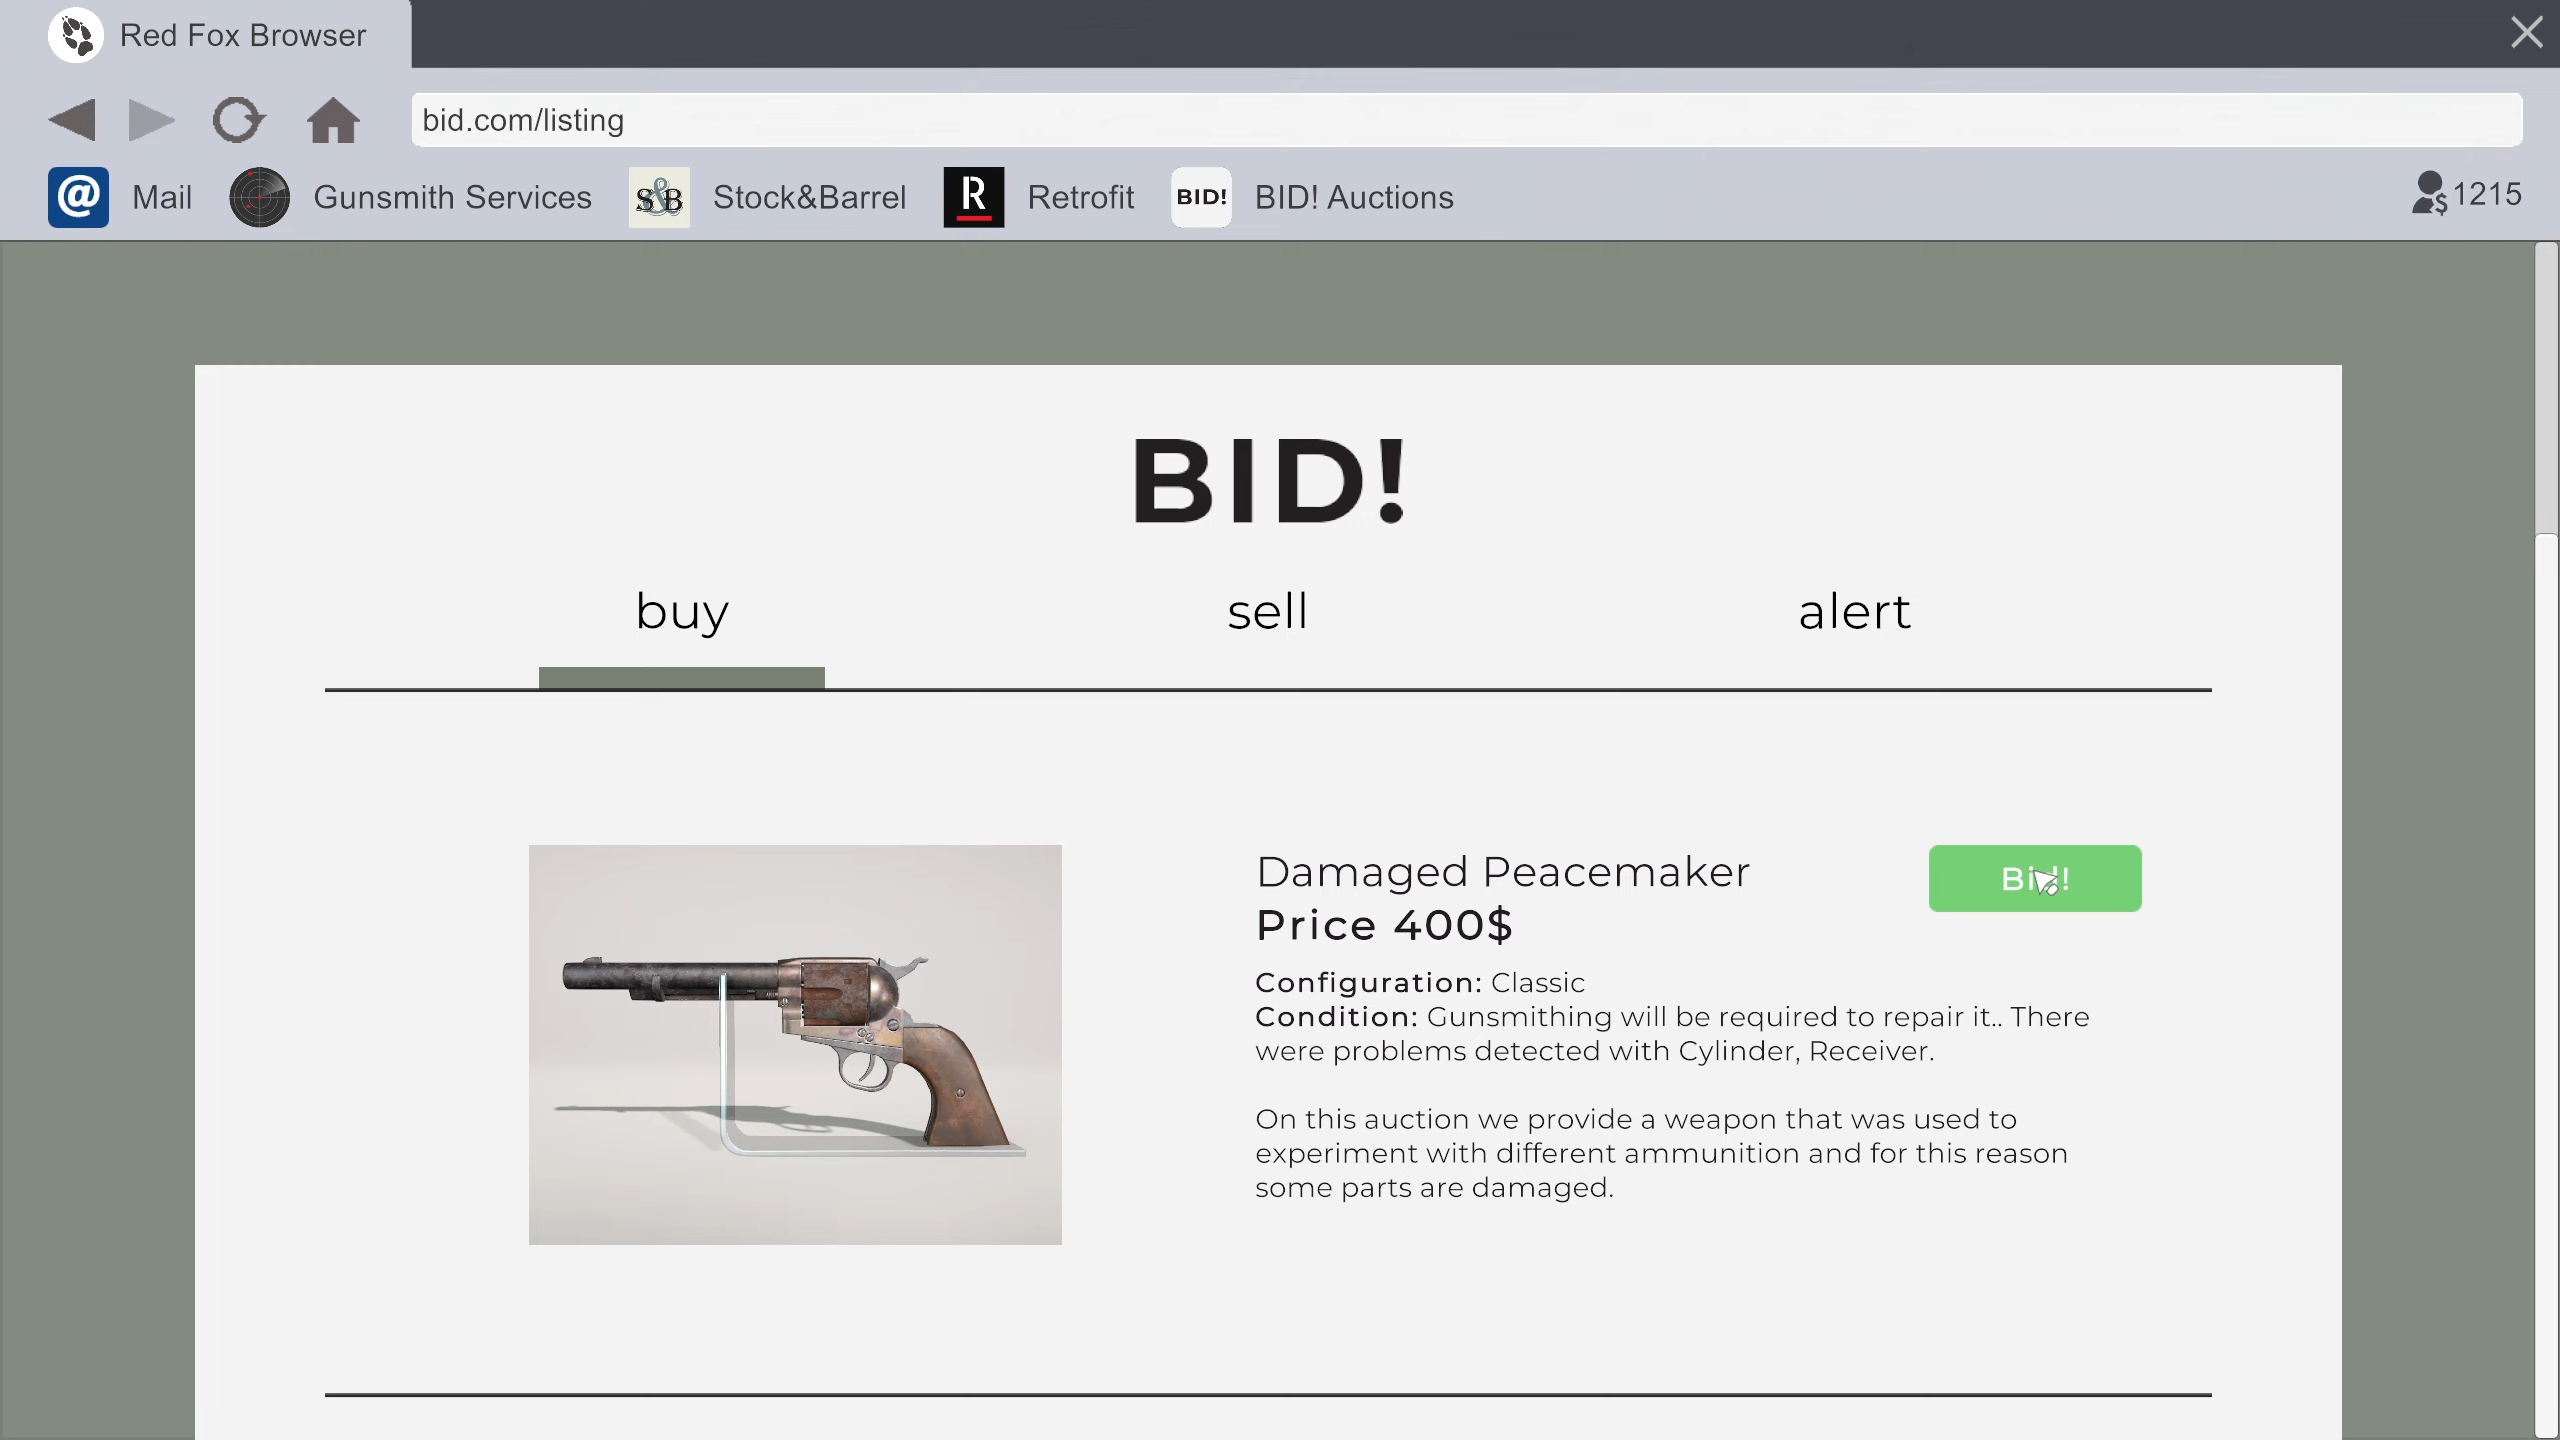 Red Fox Browser
bid.com/listing
@ Mail Gunsmith Services S&B Stock&Barrel R Retrofit BID! BID! Auctions $ 1215
BID!
buy sell alert
Damaged Peacemaker
Bid!
Price 400$
Configuration: Classic
Condition: Gunsmithing will be required to repair it.. There
were problems detected with Cylinder, Receiver.
On this auction we provide a weapon that was used to
experiment with different ammunition and for this reason
some parts are damaged.